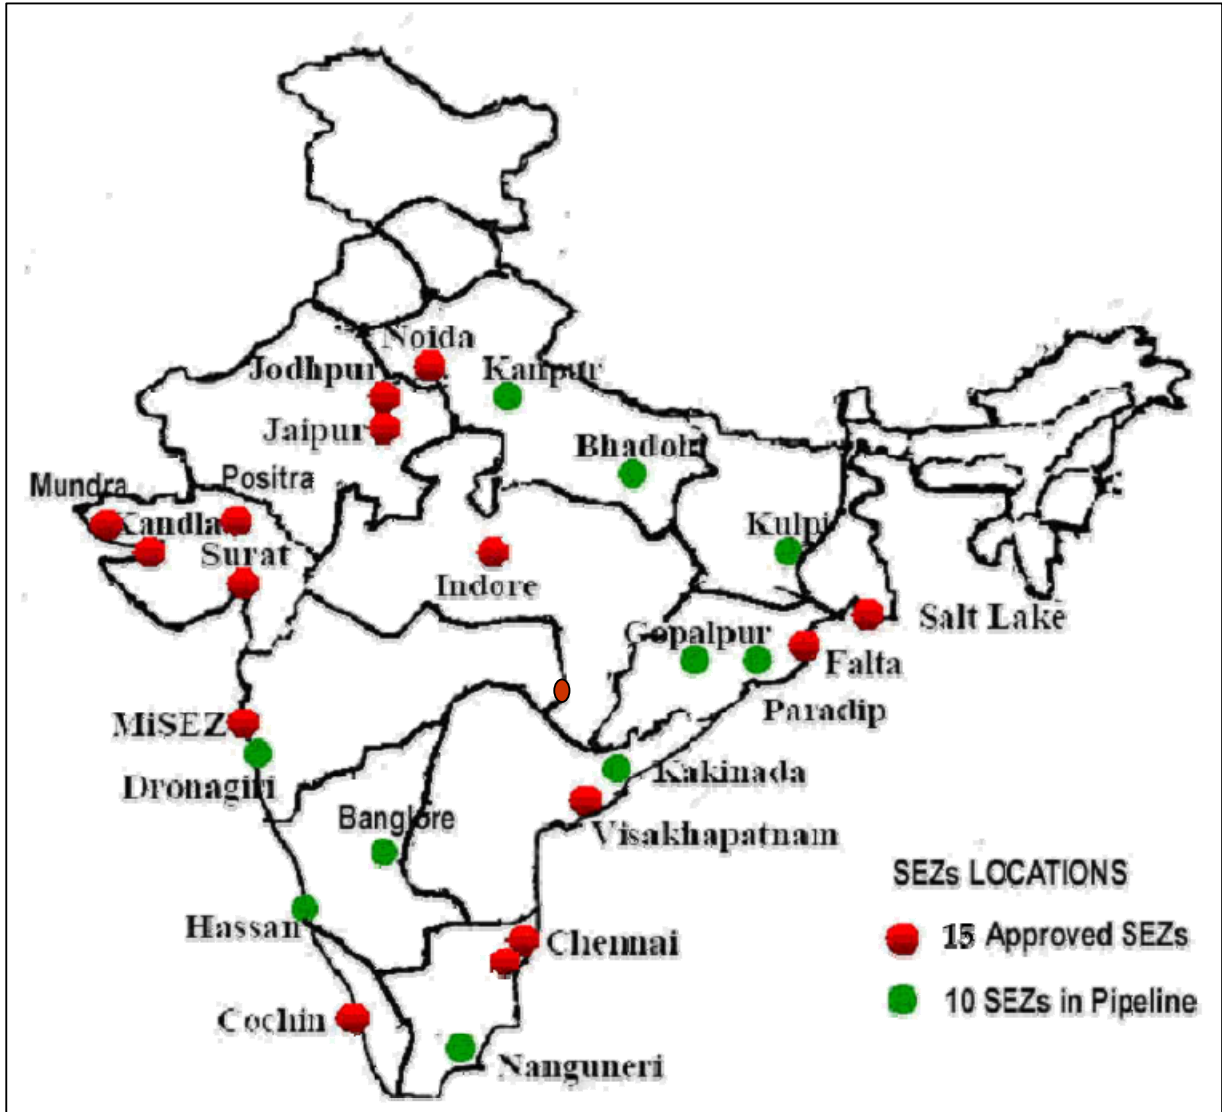 Noida
Jodhpur
Kanpur
Jaipur
Bhadohi
Mundra
Positra
Kandla
Surat
Kulpi
Indore
Salt Lake
Gopalpur
Falta
Paradip
MiSEZ
Dronagiri
Kakinada
Banglore
Visakhapatnam
SEZs LOCATIONS
Hassan
Chennai
15 Approved SEZs
10 SEZs in Pipeline
Cochin
Nanguneri